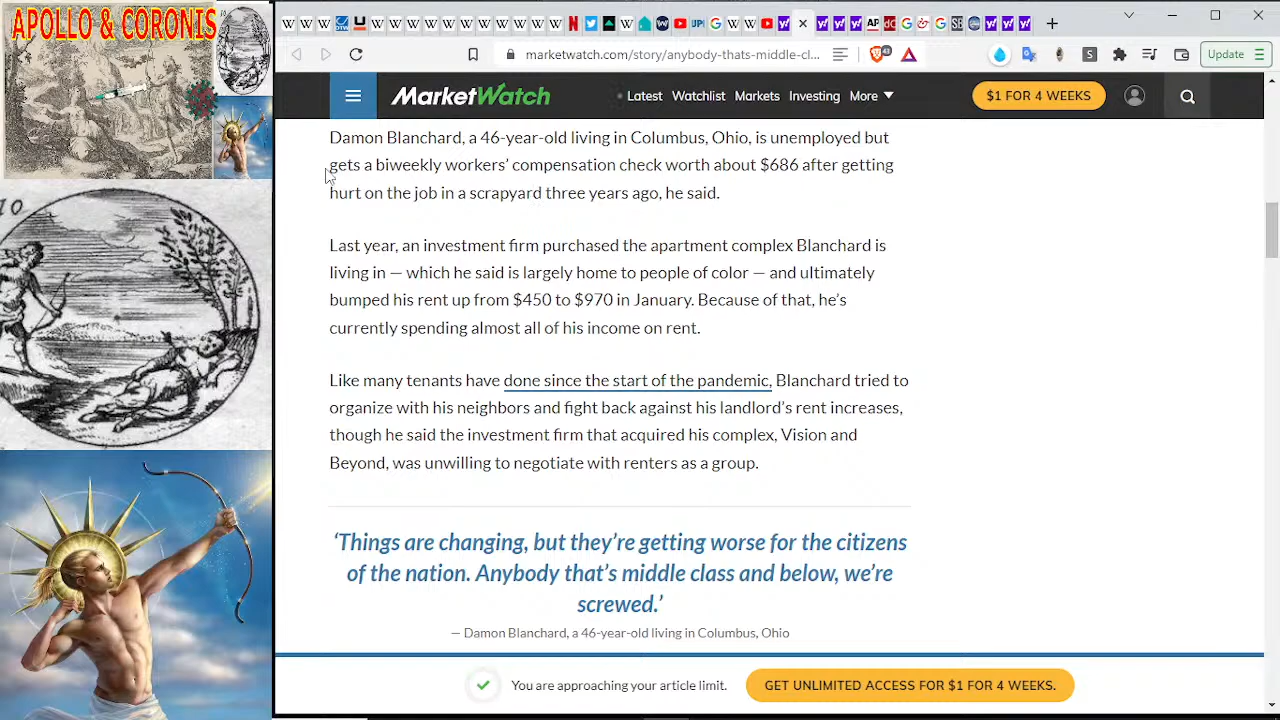 APOLLO & CORONIS
marketwatch.com/story/anybody-thats-middle-cl...
Update
MarketWatch
Latest
Watchlist
Markets
Investing
More
$1 FOR 4 WEEKS
Damon Blanchard, a 46-year-old living in Columbus, Ohio, is unemployed but
gets a biweekly workers' compensation check worth about $686 after getting
hurt on the job in a scrapyard three years ago, he said.
Last year, an investment firm purchased the apartment complex Blanchard is
living in — which he said is largely home to people of color — and ultimately
bumped his rent up from to $970 in January. Because of that, he's
currently spending almost all of his income on rent.
Like many tenants have done since the start of the pandemic, Blanchard tried to
organize with his neighbors and fight back against his landlord's rent increases,
though he said the investment firm that acquired his complex, Vision and
Beyond, was unwilling to negotiate with renters as a group.
‘Things are changing, but they’re getting worse for the citizens
of the nation. Anybody that’s middle class and below, we’re
screwed.’
— Damon Blanchard, a 46-year-old living in Columbus, Ohio
You are approaching your article limit.
GET UNLIMITED ACCESS FOR $1 FOR 4 WEEKS.